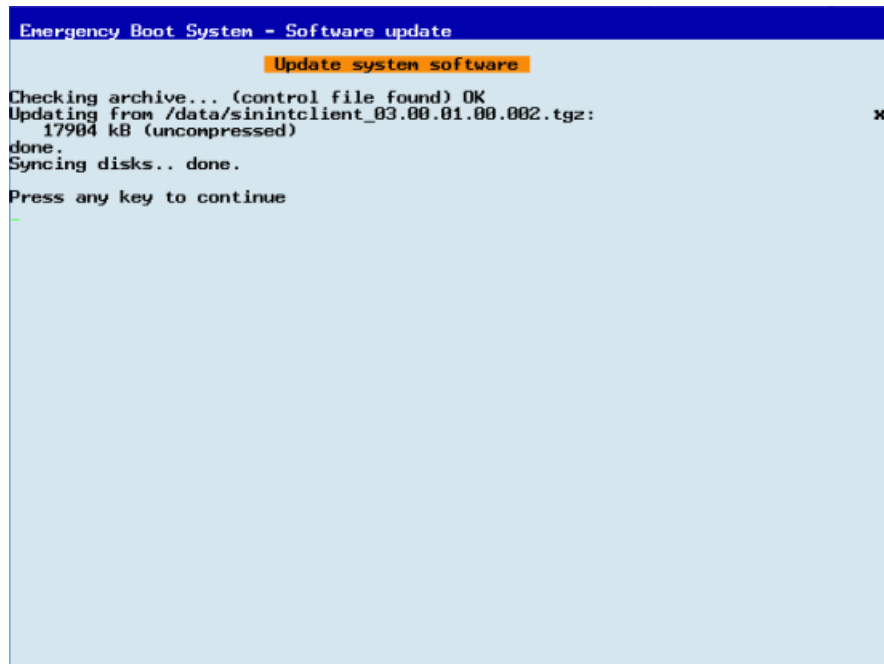 Emergency Boot System - Software update
Update system software
Checking archive... (control file found) OK
Updating from /data/sinintclient_03.00.01.00.002.tgz: x
17904 kB (uncompressed)
done.
Syncing disks.. done.
Press any key to continue
_